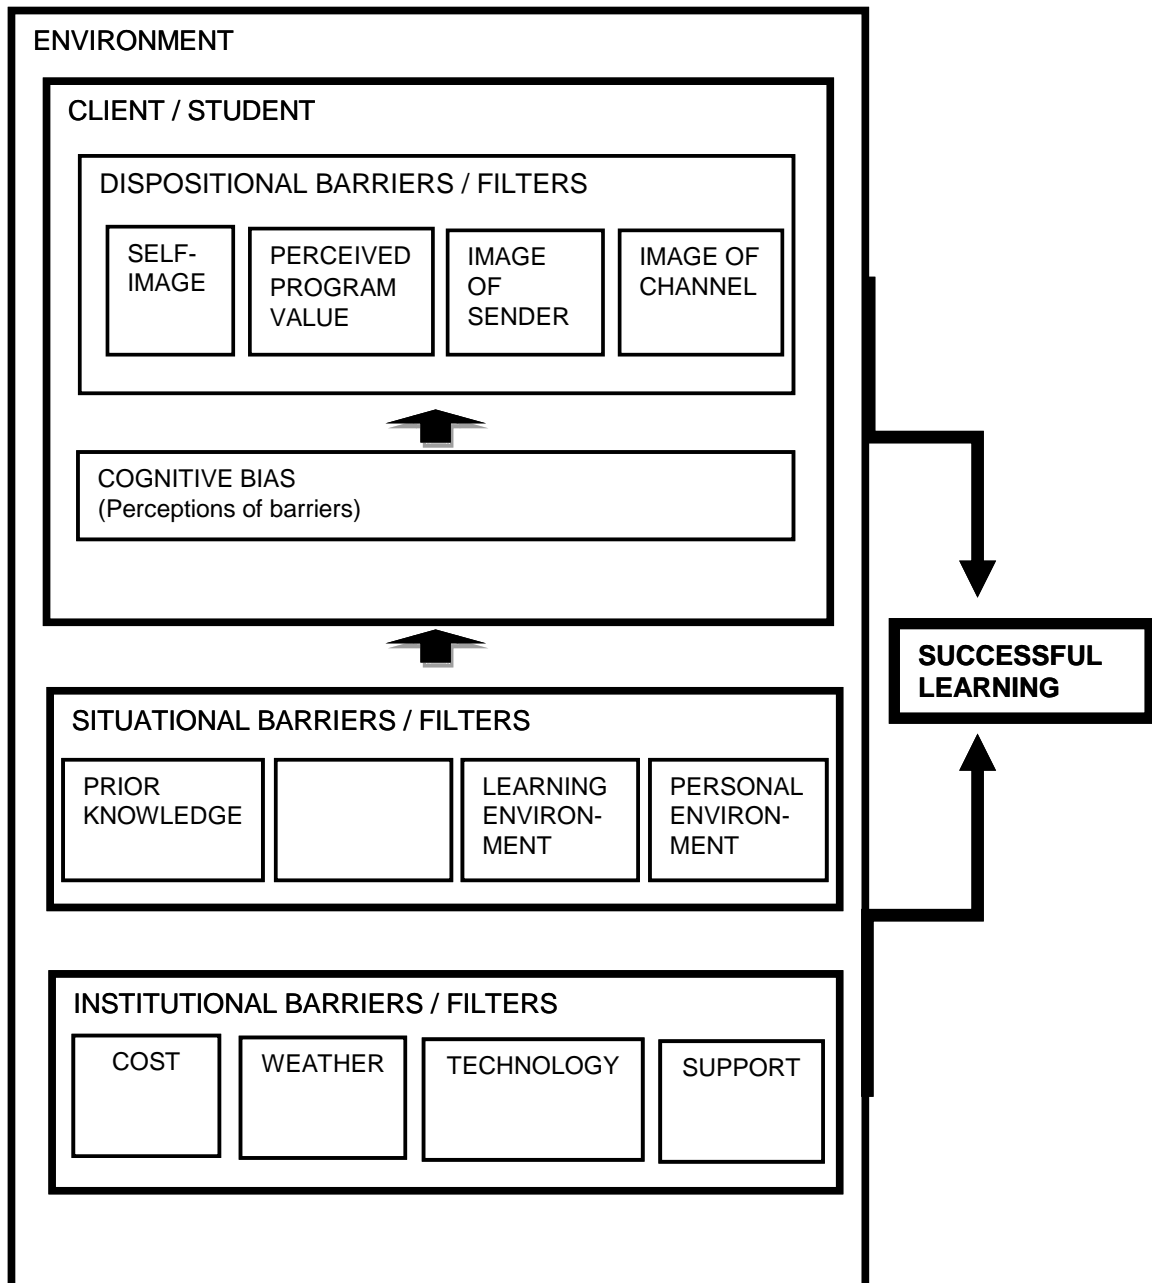 ENVIRONMENT
CLIENT / STUDENT
DISPOSITIONAL BARRIERS / FILTERS
SELF-
IMAGE
PERCEIVED
PROGRAM
VALUE
IMAGE
OF
SENDER
IMAGE OF
CHANNEL
COGNITIVE BIAS
(Perceptions of barriers)
SUCCESSFUL
LEARNING
SITUATIONAL BARRIERS / FILTERS
PRIOR
KNOWLEDGE
LEARNING
ENVIRON-
MENT
PERSONAL
ENVIRON-
MENT
INSTITUTIONAL BARRIERS / FILTERS
COST
WEATHER
TECHNOLOGY
SUPPORT